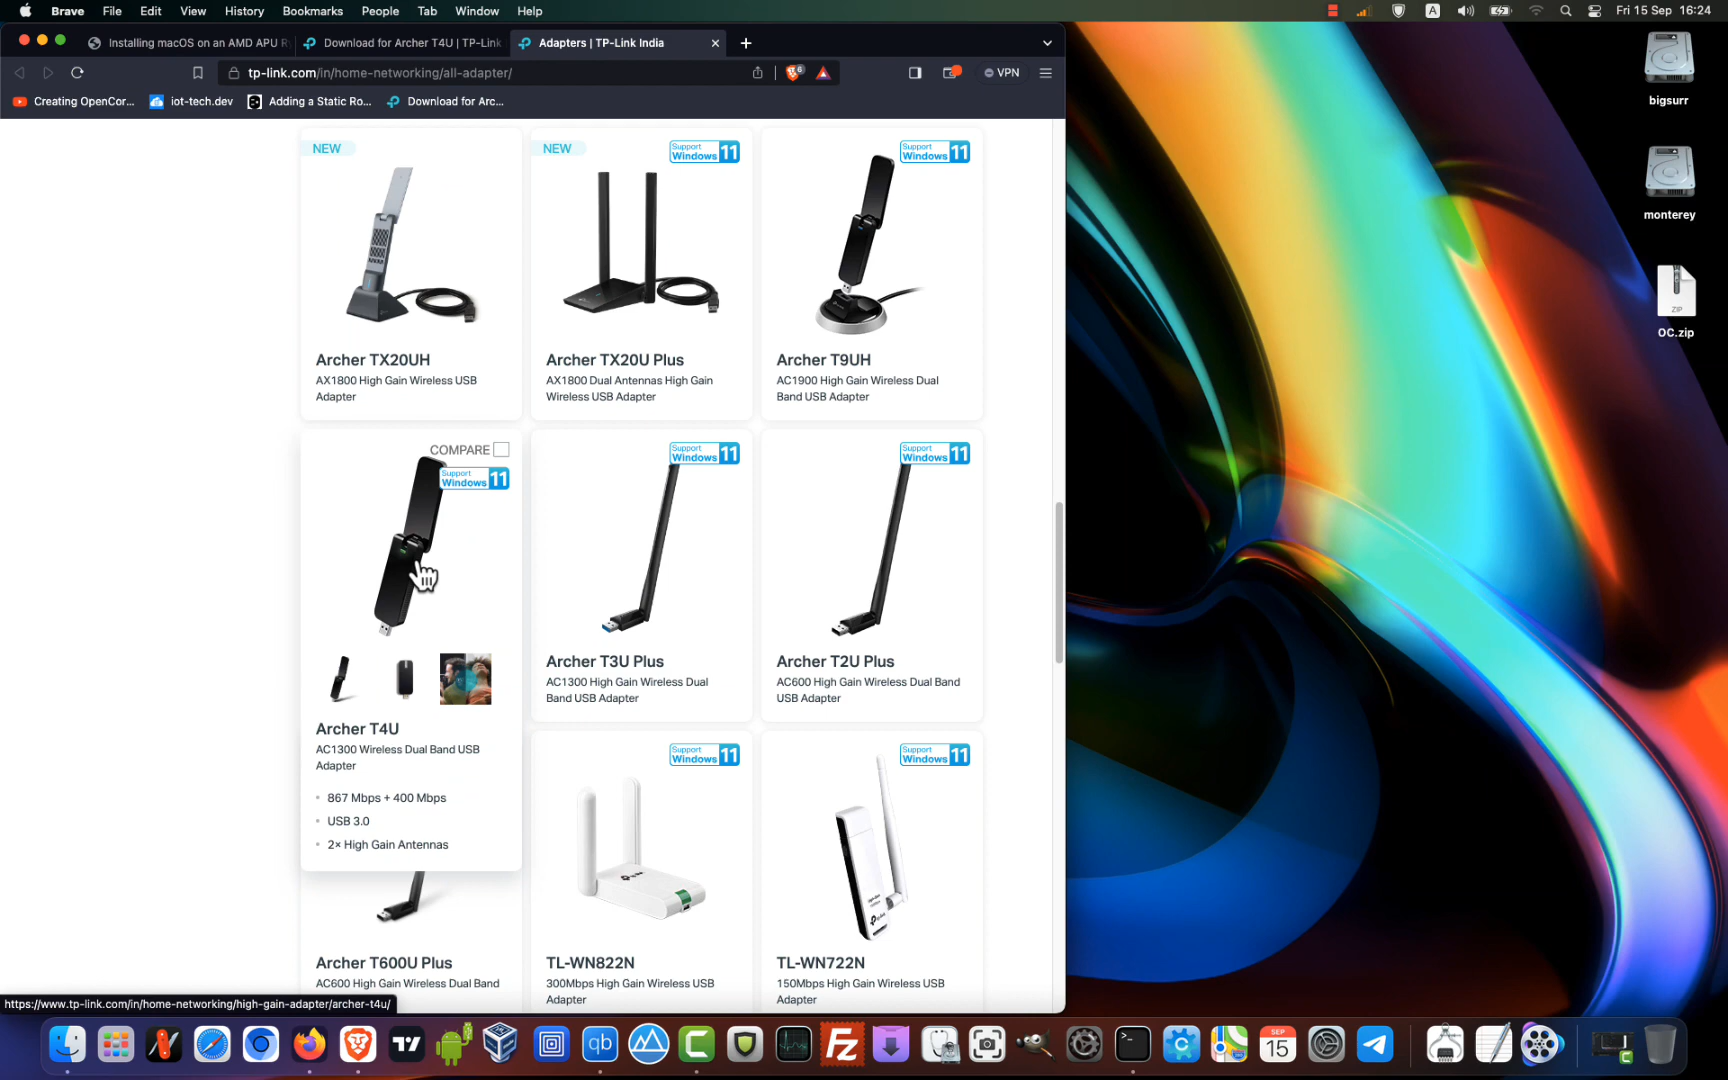 Brave File Edit View History Bookmarks People Tab Window Help
A Fri 15 Sep 16:24
Installing macOS on an AMD APU Ry
Download for Archer T4U | TP-Link
Adapters | TP-Link India
tp-link.com/in/home-networking/all-adapter/
6
VPN
Creating OpenCor...
iot-tech.dev
Adding a Static Ro...
Download for Arc...
NEW
NEW
Support
Windows 11
Support
Windows 11
Archer TX20UH
AX1800 High Gain Wireless USB
Adapter
Archer TX20U Plus
AX1800 Dual Antennas High Gain
Wireless USB Adapter
Archer T9UH
AC1900 High Gain Wireless Dual
Band USB Adapter
COMPARE
Support
Windows 11
Support
Windows 11
Support
Windows 11
Archer T4U
AC1300 Wireless Dual Band USB
Adapter
867 Mbps + 400 Mbps
USB 3.0
2× High Gain Antennas
Archer T3U Plus
AC1300 High Gain Wireless Dual
Band USB Adapter
Archer T2U Plus
AC600 High Gain Wireless Dual Band
USB Adapter
Support
Windows 11
Support
Windows 11
Archer T600U Plus
AC600 High Gain Wireless Dual Band
TL-WN822N
300Mbps High Gain Wireless USB
Adapter
TL-WN722N
150Mbps High Gain Wireless USB
Adapter
https://www.tp-link.com/in/home-networking/high-gain-adapter/archer-t4u/
bigsurr
monterey
ZIP
OC.zip
qb
FZ
SEP
15